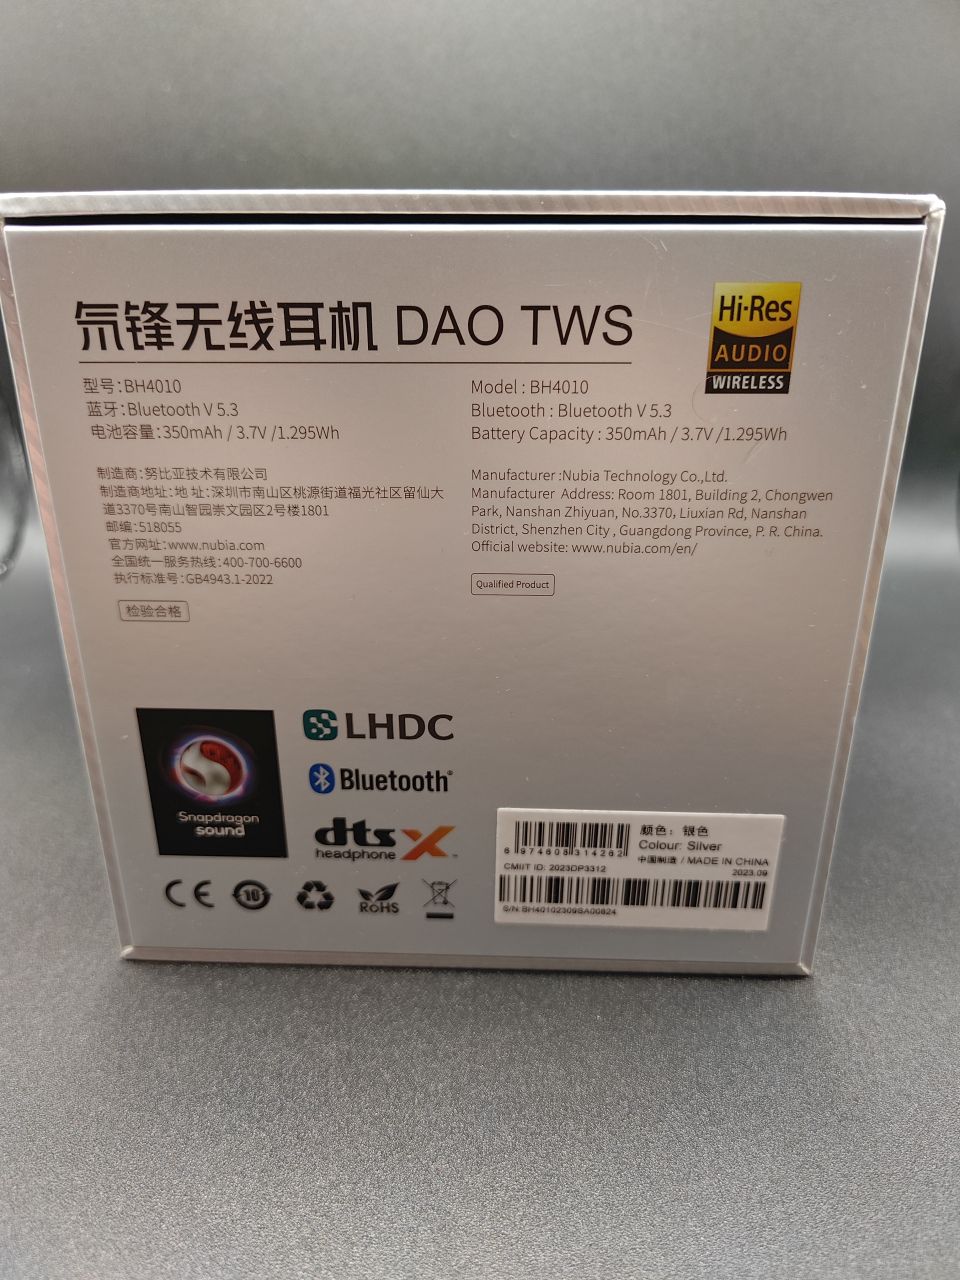 氘锋无线耳机 DAO TWS
Hi-Res
AUDIO
WIRELESS
型号:BH4010
蓝牙:Bluetooth V 5.3
电池容量:350mAh / 3.7V /1.295Wh
制造商:努比亚技术有限公司
制造商地址:地 址:深圳市南山区桃源街道福光社区留仙大
道3370号南山智园崇文园区2号楼1801
邮编:518055
官方网址:www.nubia.com
全国统一服务热线:400-700-6600
执行标准号:GB4943.1-2022
检验合格
Model : BH4010
Bluetooth : Bluetooth V 5.3
Battery Capacity : 350mAh / 3.7V /1.295Wh
Manufacturer :Nubia Technology Co.,Ltd.
Manufacturer Address: Room 1801, Building 2, Chongwen
Park, Nanshan Zhiyuan, No.3370, Liuxian Rd, Nanshan
District, Shenzhen City , Guangdong Province, P. R. China.
Official website: www.nubia.com/en/
Qualified Product
Snapdragon
sound
LHDC
Bluetooth®
dts X
headphone ™
CE
10
RoHS
6 974608 314262
颜色：银色
Colour: Silver
中国制造 / MADE IN CHINA
CMIIT ID: 2023DP3312
2023.09
S/N:BH40102309SA00824